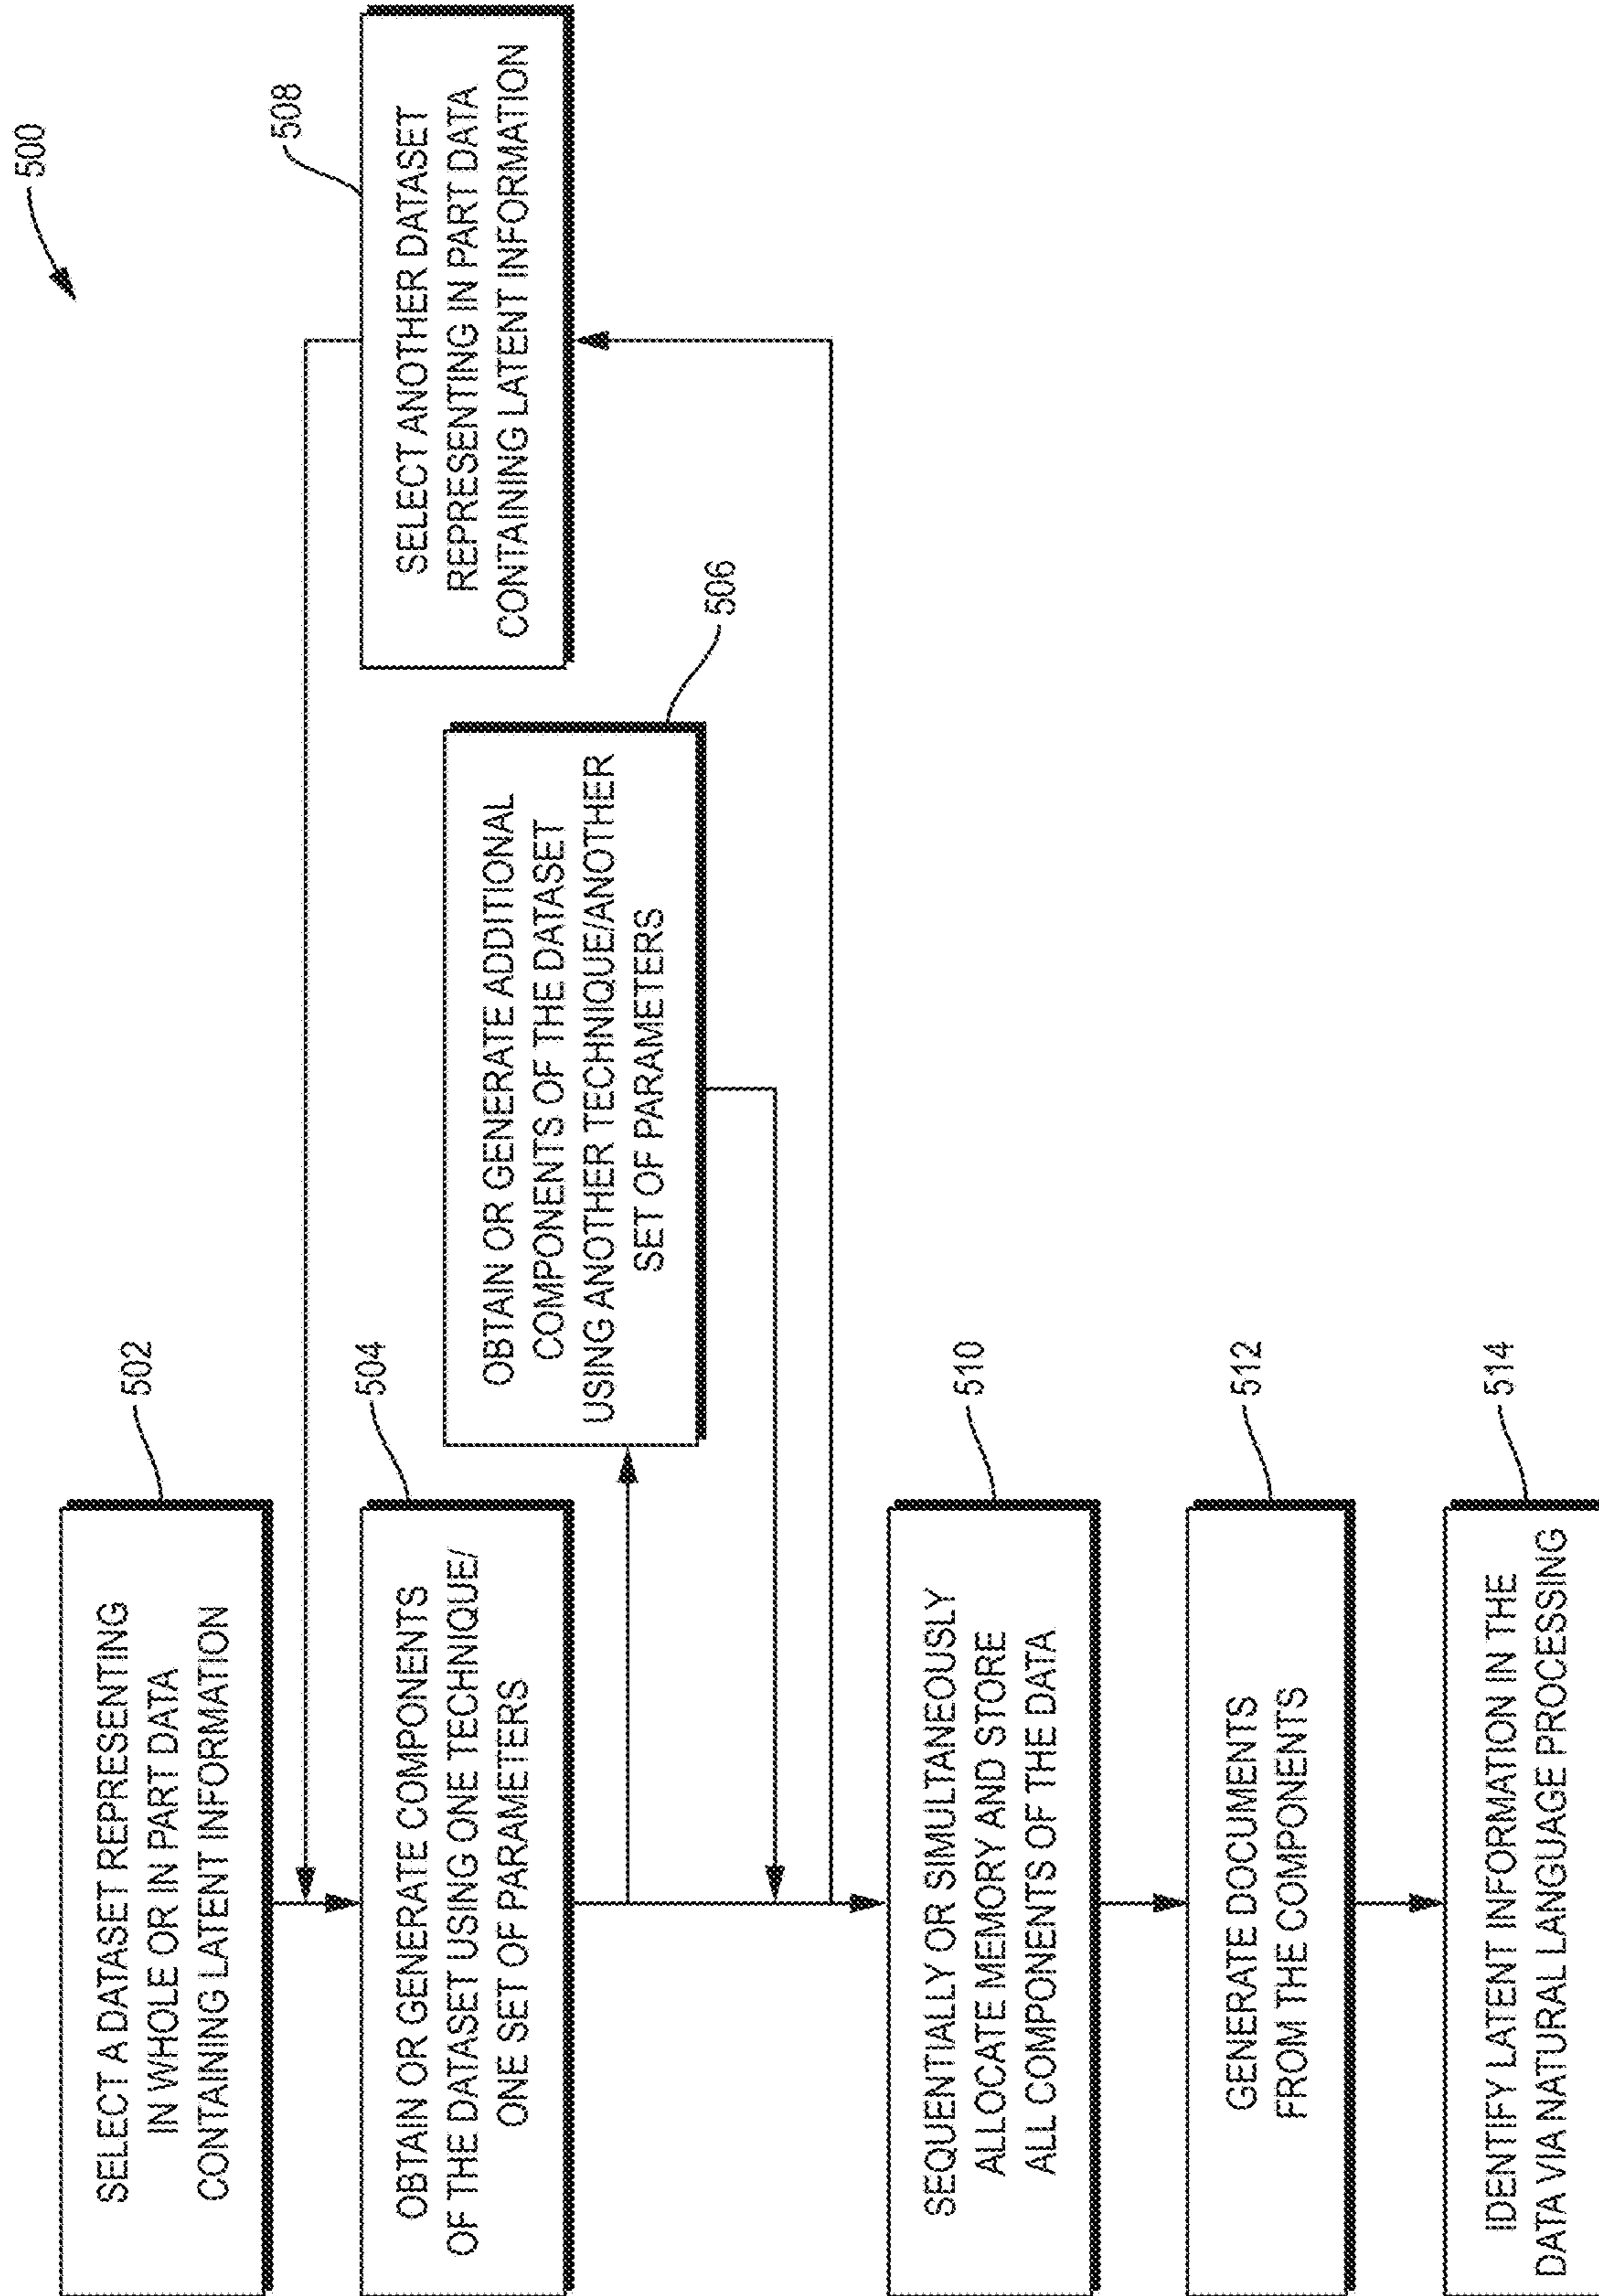 500
502
SELECT A DATASET REPRESENTING
IN WHOLE OR IN PART DATA
CONTAINING LATENT INFORMATION
504
OBTAIN OR GENERATE COMPONENTS
OF THE DATASET USING ONE TECHNIQUE/
ONE SET OF PARAMETERS
508
SELECT ANOTHER DATASET
REPRESENTING IN PART DATA
CONTAINING LATENT INFORMATION
506
OBTAIN OR GENERATE ADDITIONAL
COMPONENTS OF THE DATASET
USING ANOTHER TECHNIQUE/ANOTHER
SET OF PARAMETERS
510
SEQUENTIALLY OR SIMULTANEOUSLY
ALLOCATE MEMORY AND STORE
ALL COMPONENTS OF THE DATA
512
GENERATE DOCUMENTS
FROM THE COMPONENTS
514
IDENTIFY LATENT INFORMATION IN THE
DATA VIA NATURAL LANGUAGE PROCESSING